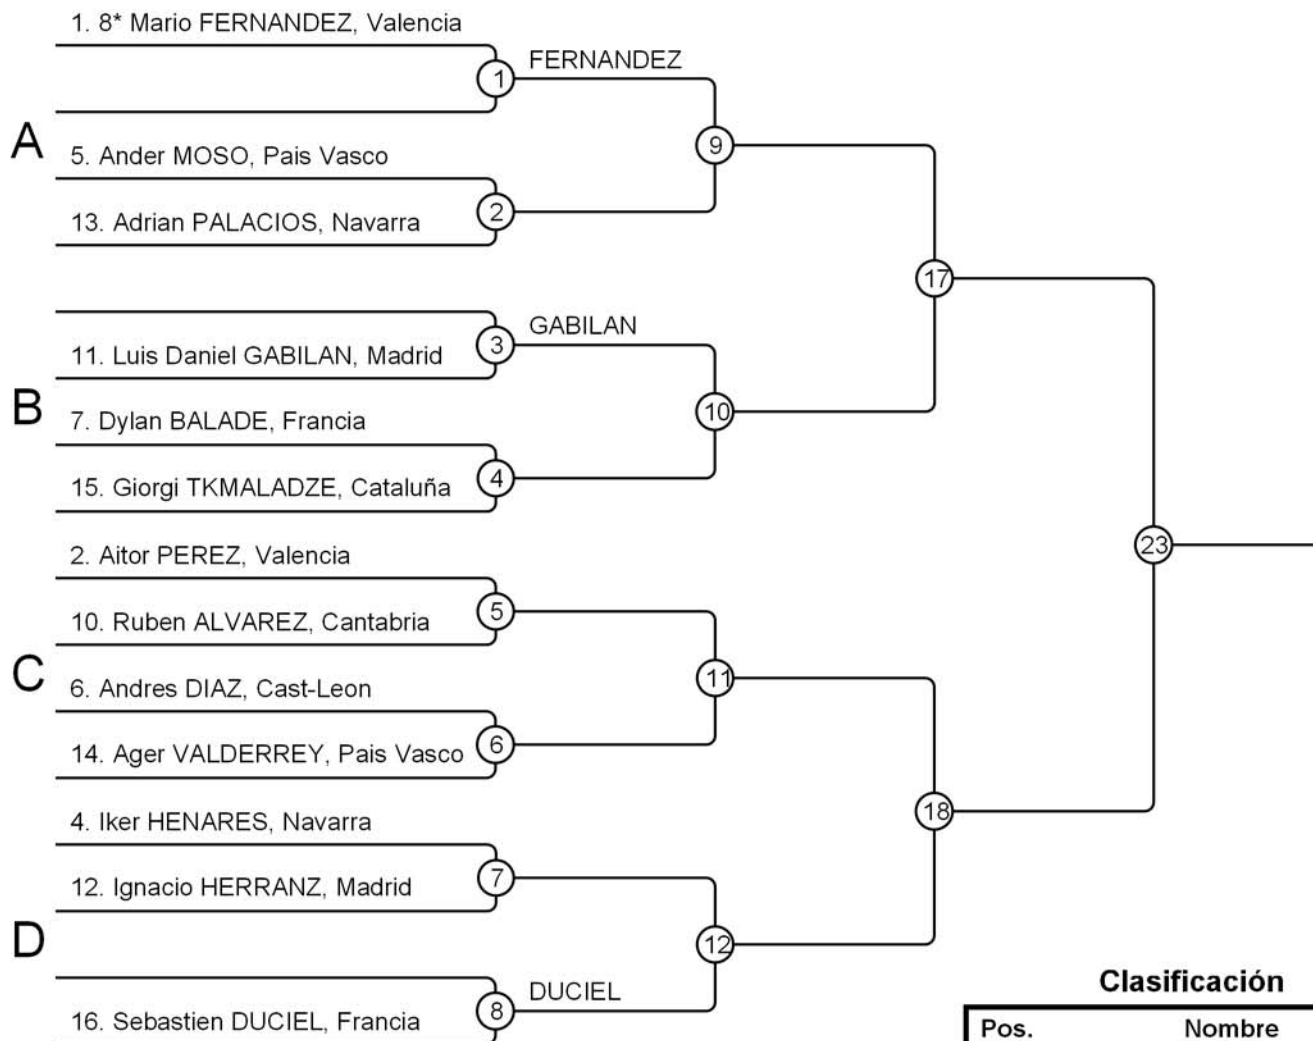 1. 8* Mario FERNANDEZ, Valencia
FERNANDEZ
1
A
9
5. Ander MOSO, Pais Vasco
2
13. Adrian PALACIOS, Navarra
17
GABILAN
3
11. Luis Daniel GABILAN, Madrid
B
10
7. Dylan BALADE, Francia
4
15. Giorgi TKMALADZE, Cataluña
23
2. Aitor PEREZ, Valencia
5
10. Ruben ALVAREZ, Cantabria
C
11
6. Andres DIAZ, Cast-Leon
6
14. Ager VALDERREY, Pais Vasco
18
4. Iker HENARES, Navarra
7
12. Ignacio HERRANZ, Madrid
D
12
DUCIEL
8
16. Sebastien DUCIEL, Francia
Clasificación
Pos. Nombre